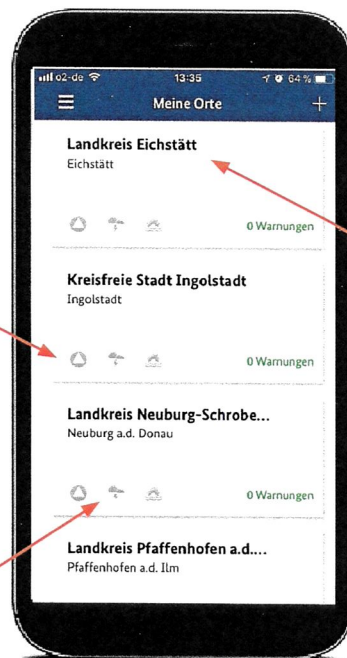 o2-de 13:35 64 %
Meine Orte
Landkreis Eichstätt
Eichstätt
0 Warnungen
Kreisfreie Stadt Ingolstadt
Ingolstadt
0 Warnungen
Landkreis Neuburg-Schrobe...
Neuburg a.d. Donau
0 Warnungen
Landkreis Pfaffenhofen a.d....
Pfaffenhofen a.d. Ilm